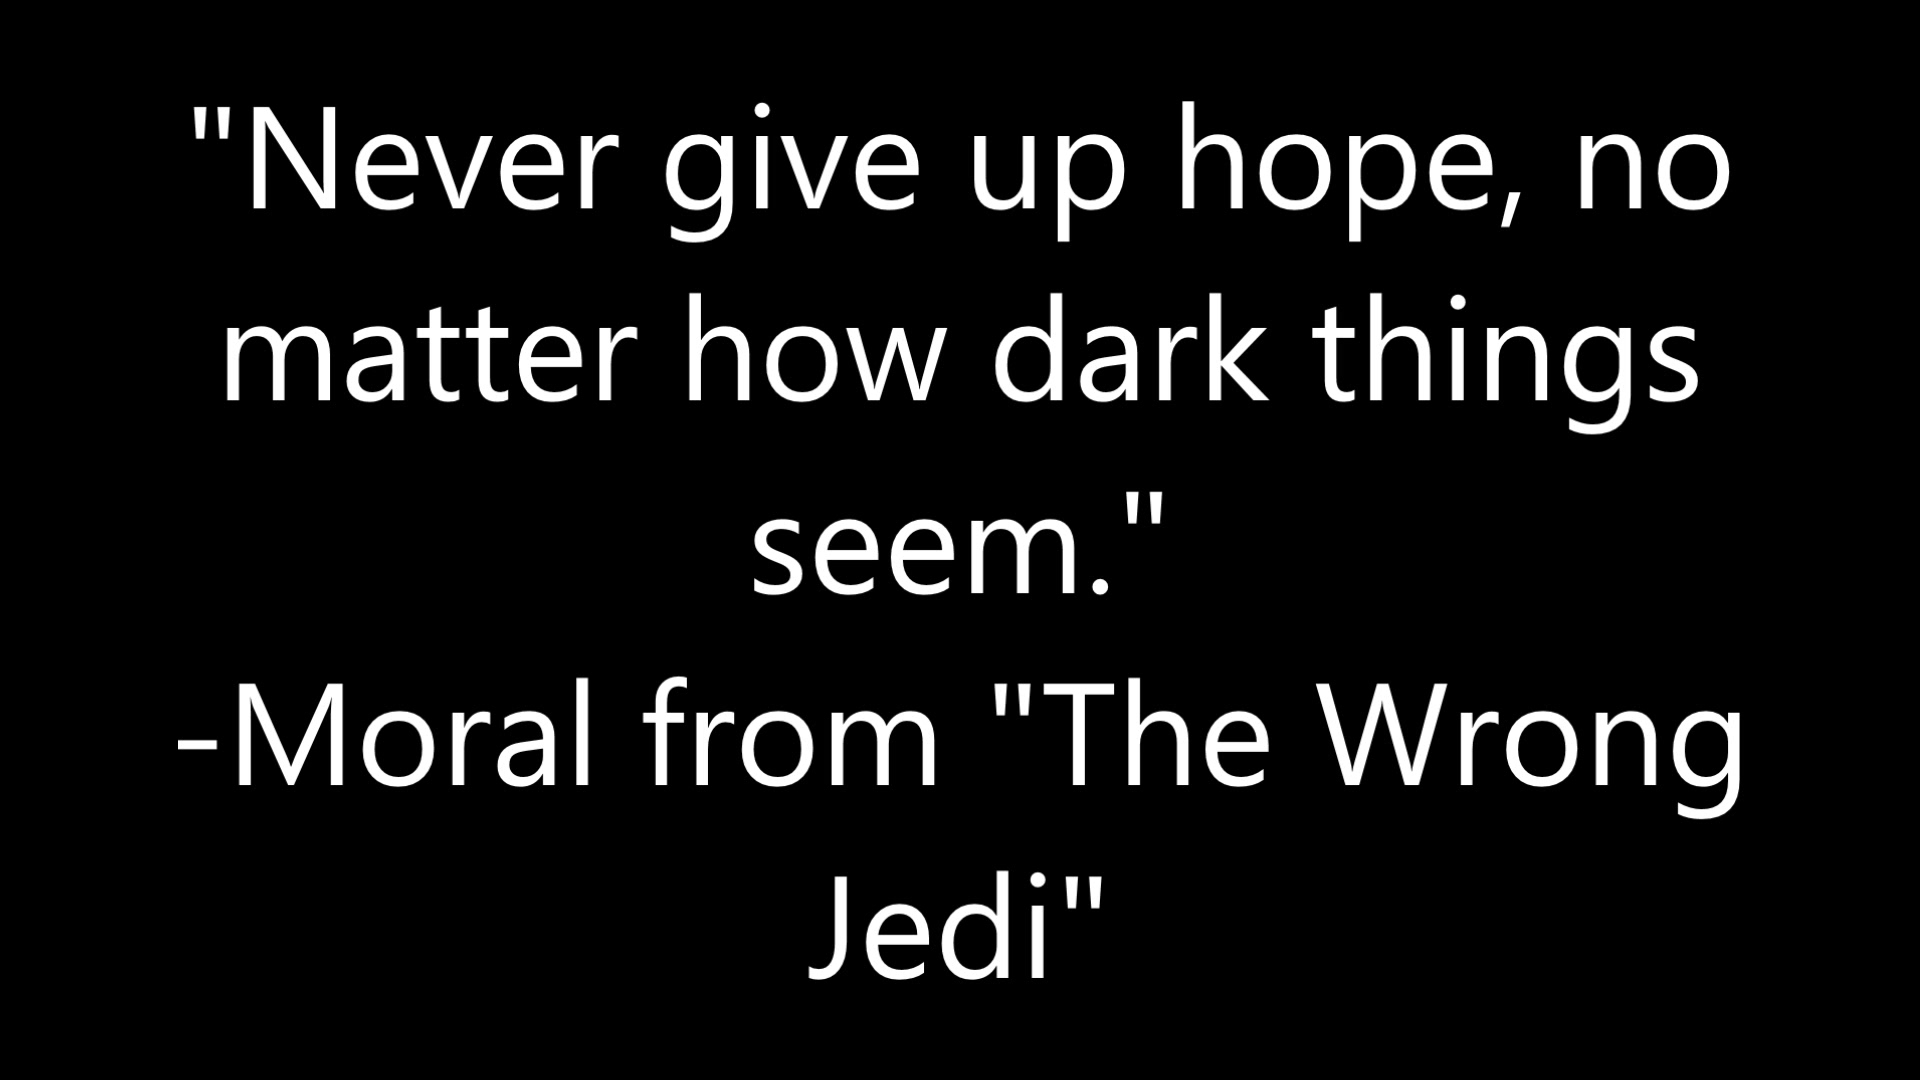 "Never give up hope, no
matter how dark things
seem."
-Moral from "The Wrong
Jedi"